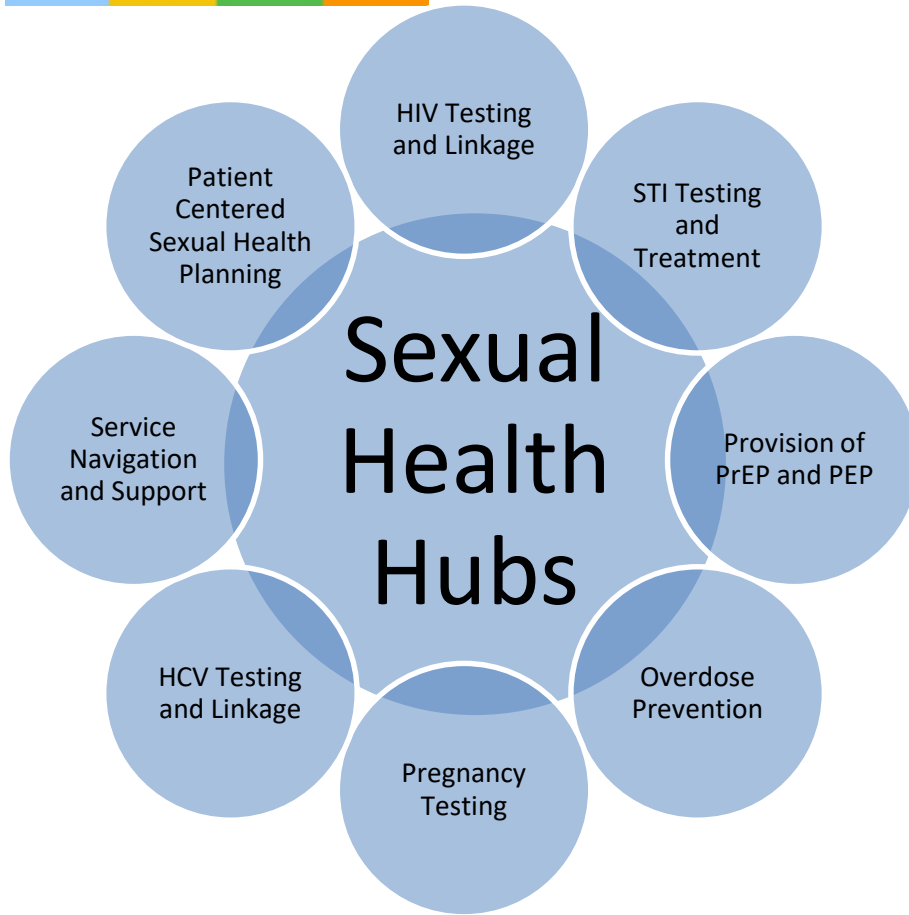 HIV Testing
and Linkage
STI Testing
and
Treatment
Provision of
PrEP and PEP
Overdose
Prevention
Pregnancy
Testing
HCV Testing
and Linkage
Service
Navigation
and Support
Patient
Centered
Sexual Health
Planning
Sexual
Health
Hubs